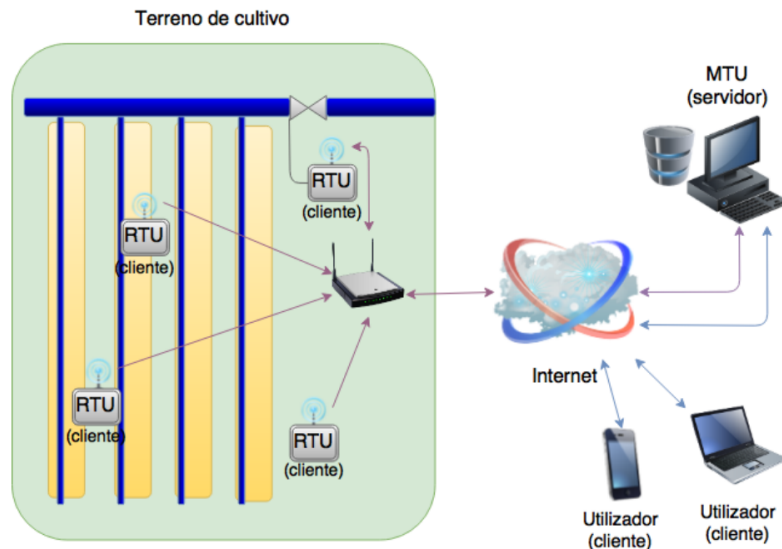 Terreno de cultivo
MTU
(servidor)
RTU
(cliente)
RTU
(cliente)
RTU
(cliente)
RTU
(cliente)
Internet
Utilizador
(cliente)
Utilizador
(cliente)